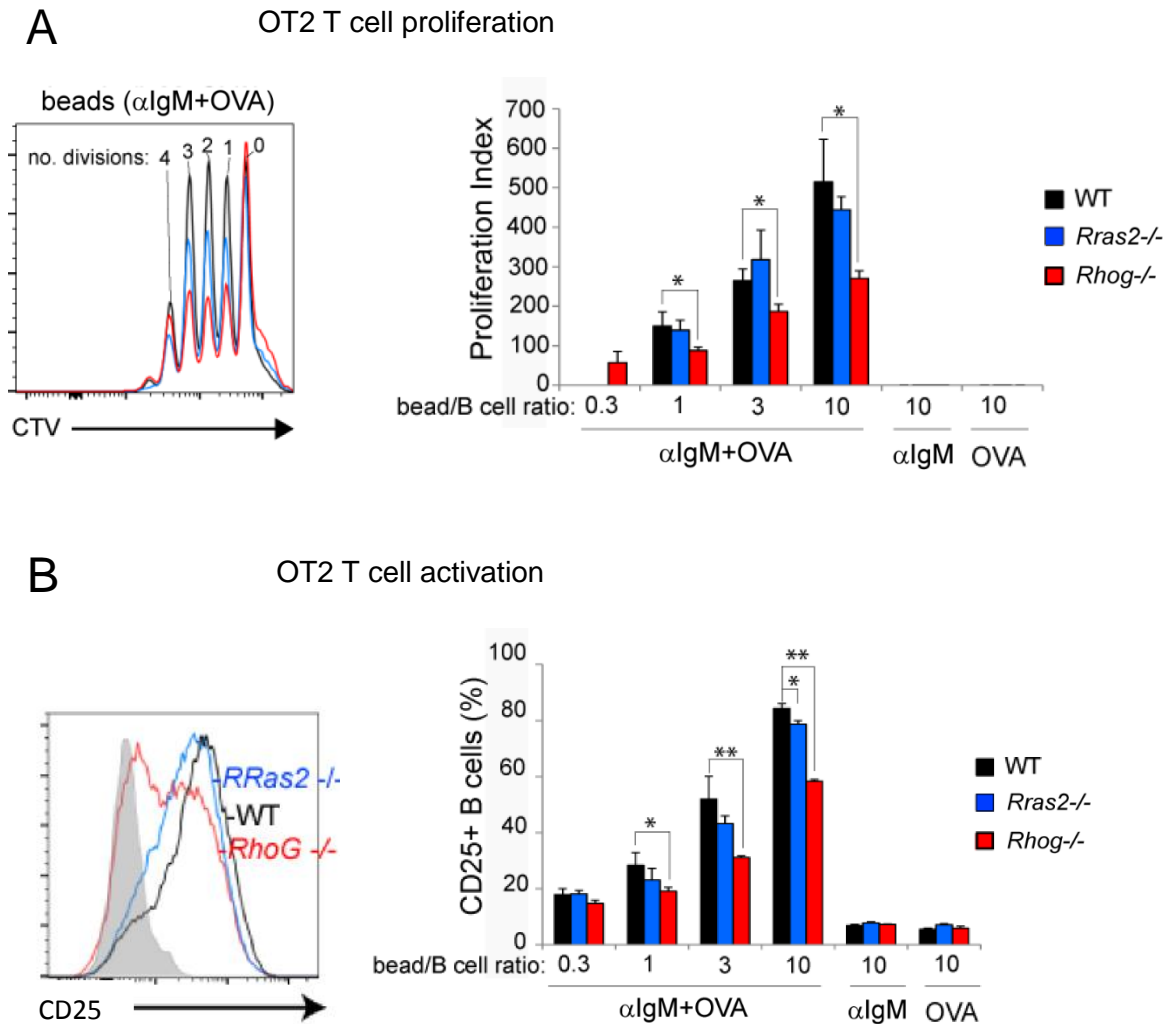 A
OT2 T cell proliferation
beads (αIgM+OVA)
no. divisions: 4 3 2 1 0
CTV
Proliferation Index
700
600
500
400
300
200
100
0
* * *
bead/B cell ratio: 0.3 1 3 10 10 10
αIgM+OVA αIgM OVA
WT
Rras2-/-
Rhog-/-
B
OT2 T cell activation
-RRas2 -/-
-WT
-RhoG -/-
CD25
CD25+ B cells (%)
100
80
60
40
20
0
* ** * **
bead/B cell ratio: 0.3 1 3 10 10 10
αIgM+OVA αIgM OVA
WT
Rras2-/-
Rhog-/-